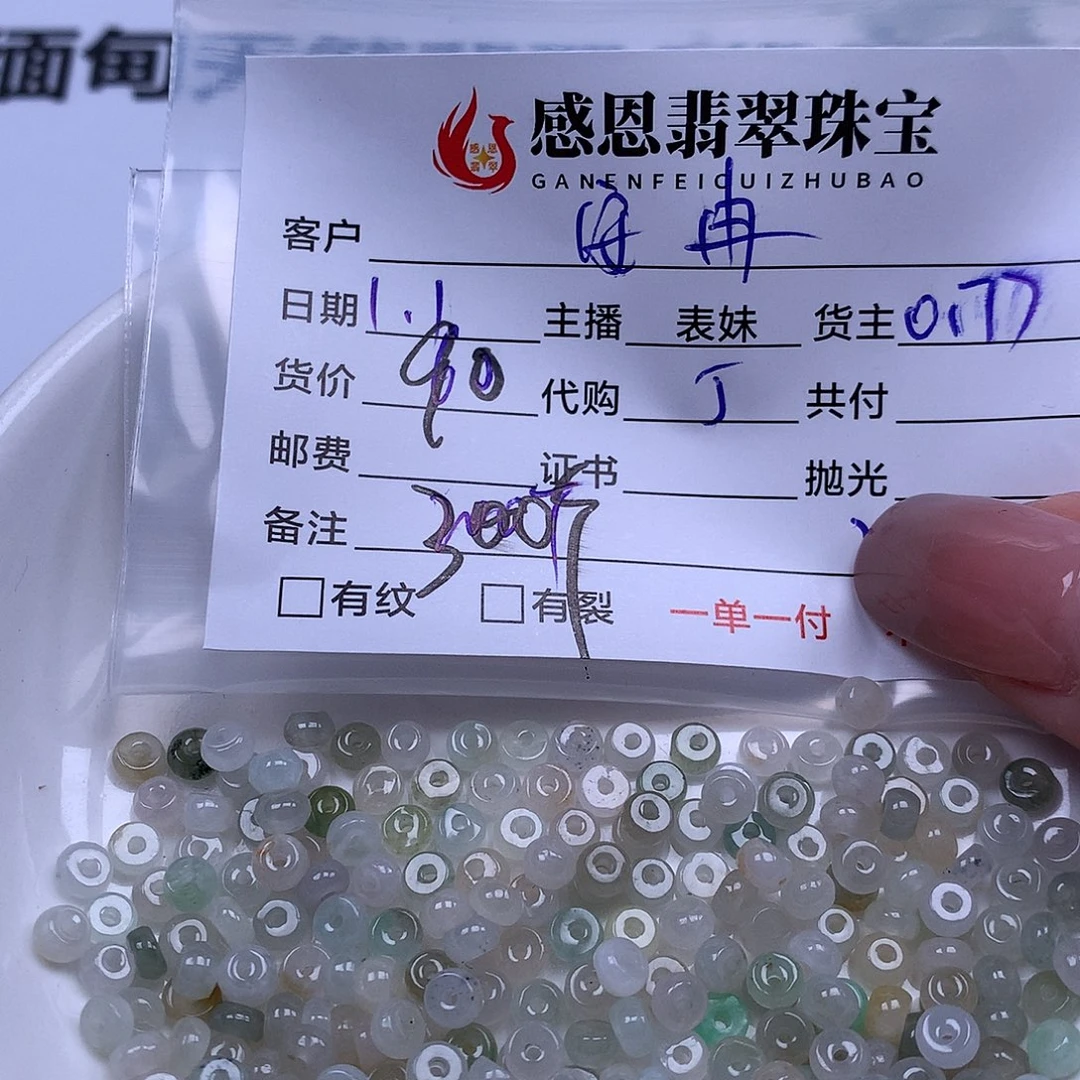 缅甸
感恩翡翠珠宝
GANENFEICUIZHUBAO
客户
日期 1.1 主播 表妹 货主
货价 90 代购 J 共付
邮费 证书 抛光
备注
有纹 有裂 一单一付